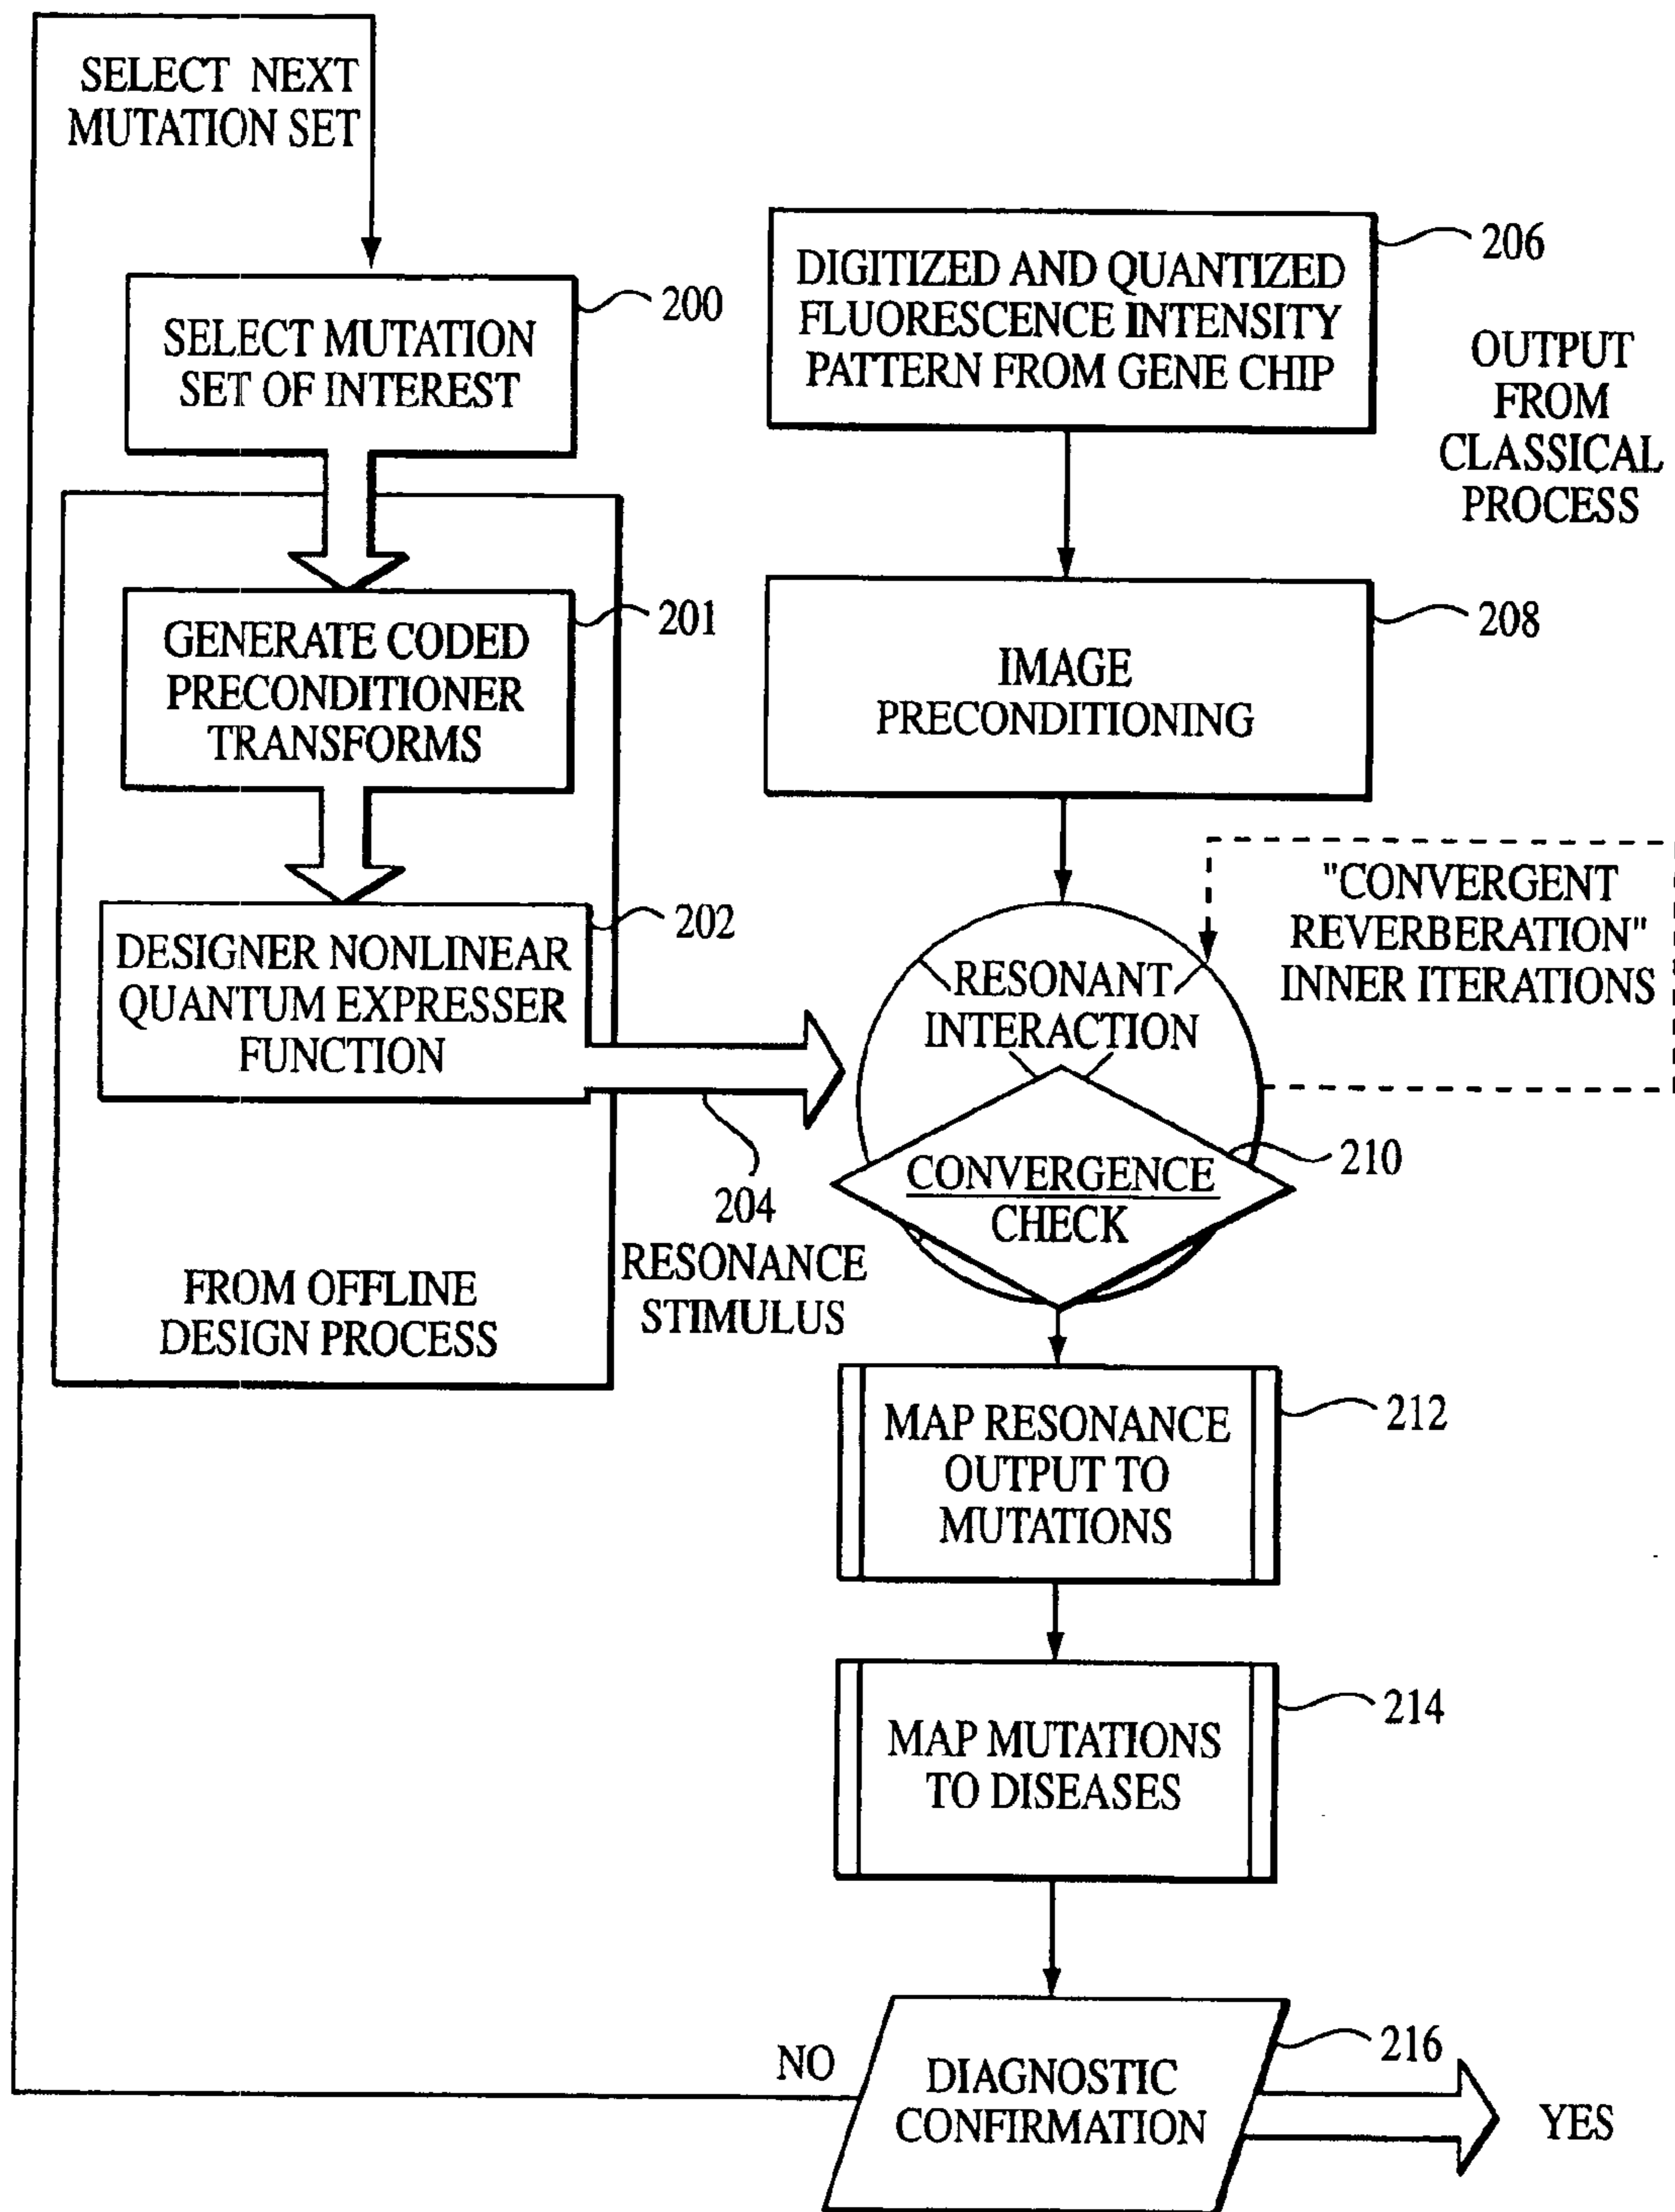 SELECT NEXT
MUTATION SET
200
SELECT MUTATION
SET OF INTEREST
201
GENERATE CODED
PRECONDITIONER
TRANSFORMS
202
DESIGNER NONLINEAR
QUANTUM EXPRESSER
FUNCTION
204
RESONANCE
STIMULUS
FROM OFFLINE
DESIGN PROCESS
206
DIGITIZED AND QUANTIZED
FLUORESCENCE INTENSITY
PATTERN FROM GENE CHIP
OUTPUT
FROM
CLASSICAL
PROCESS
208
IMAGE
PRECONDITIONING
"CONVERGENT
REVERBERATION"
INNER ITERATIONS
RESONANT
INTERACTION
210
CONVERGENCE
CHECK
212
MAP RESONANCE
OUTPUT TO
MUTATIONS
214
MAP MUTATIONS
TO DISEASES
216
NO
DIAGNOSTIC
CONFIRMATION
YES